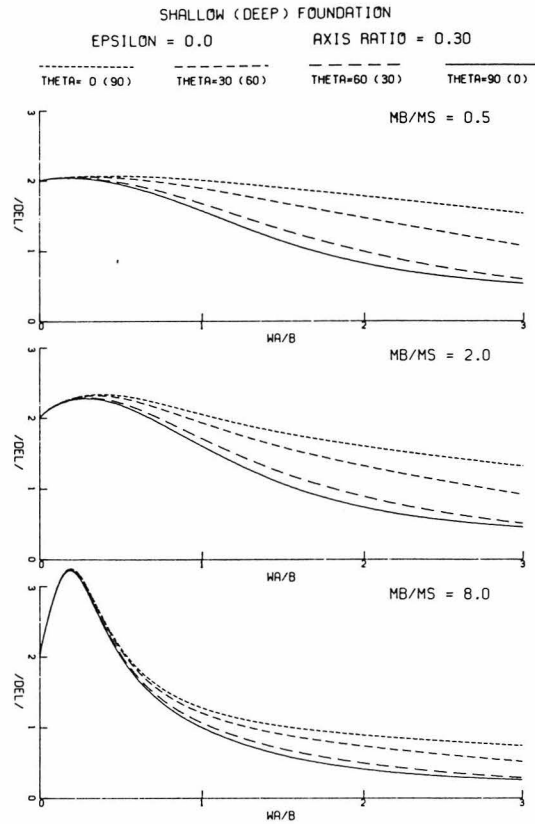 SHALLOW (DEEP) FOUNDATION
EPSILON = 0.0 AXIS RATIO = 0.30
THETA= 0 (90) THETA=30 (60) THETA=60 (30) THETA=90 (0)
MB/MS = 0.5
3
2
1
0
/DEL/
0 1 2 3
WA/B
MB/MS = 2.0
3
2
1
0
/DEL/
0 1 2 3
WA/B
MB/MS = 8.0
3
2
1
0
/DEL/
0 1 2 3
WA/B